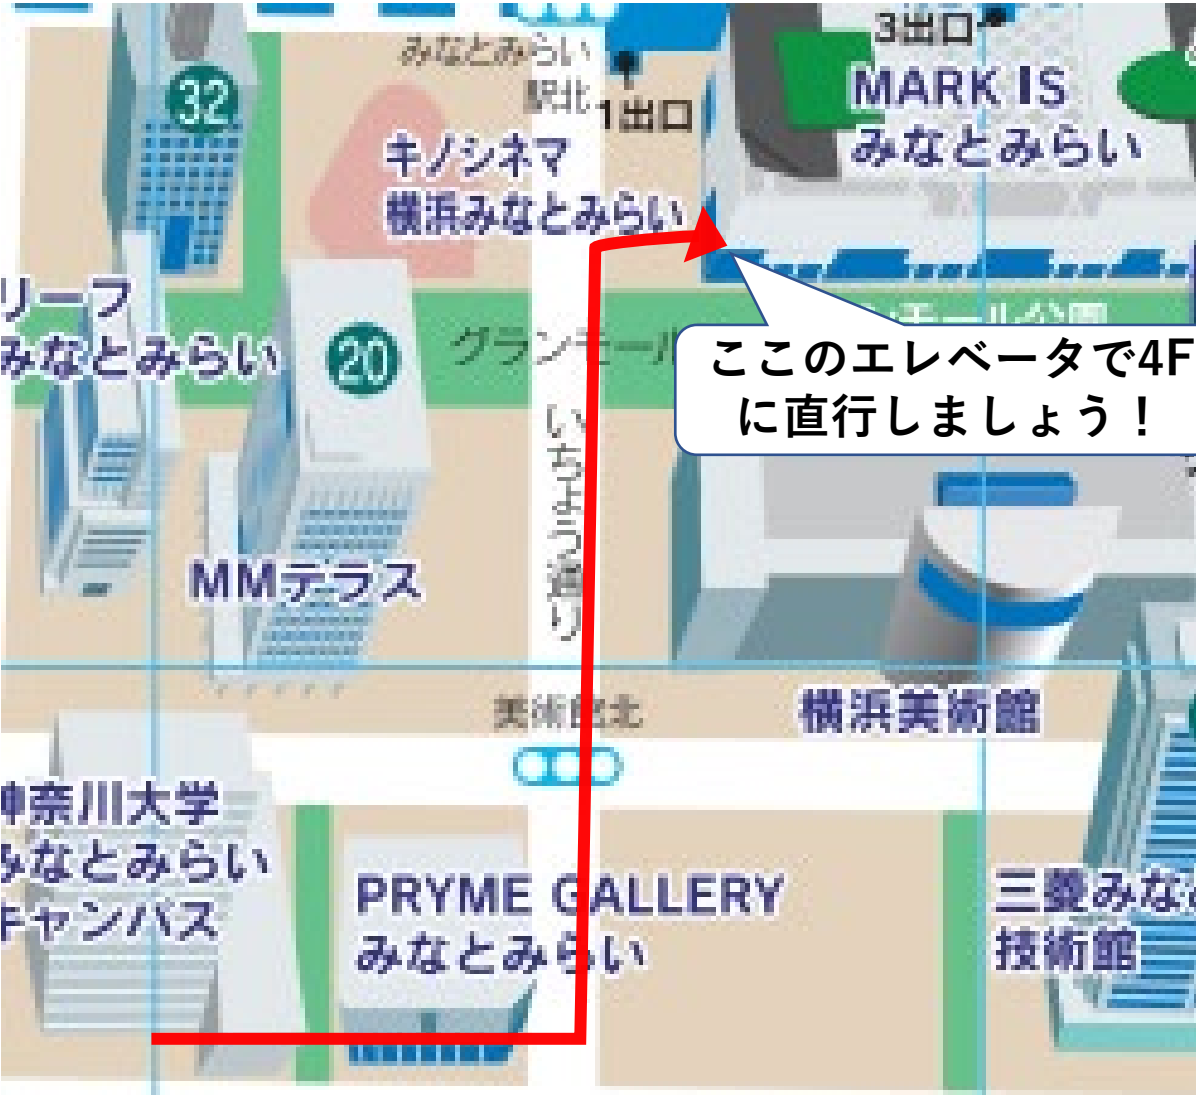 みなとみらい
駅北
1出口
3出口
32
MARK IS
みなとみらい
キノシネマ
横浜みなとみらい
リーフ
みなとみらい
20
グランモール
モール公園
ここのエレベータで4F
に直行しましょう！
いちょう通り
MMテラス
美術館北
横浜美術館
神奈川大学
みなとみらい
キャンパス
PRYME GALLERY
みなとみらい
三菱みな
技術館